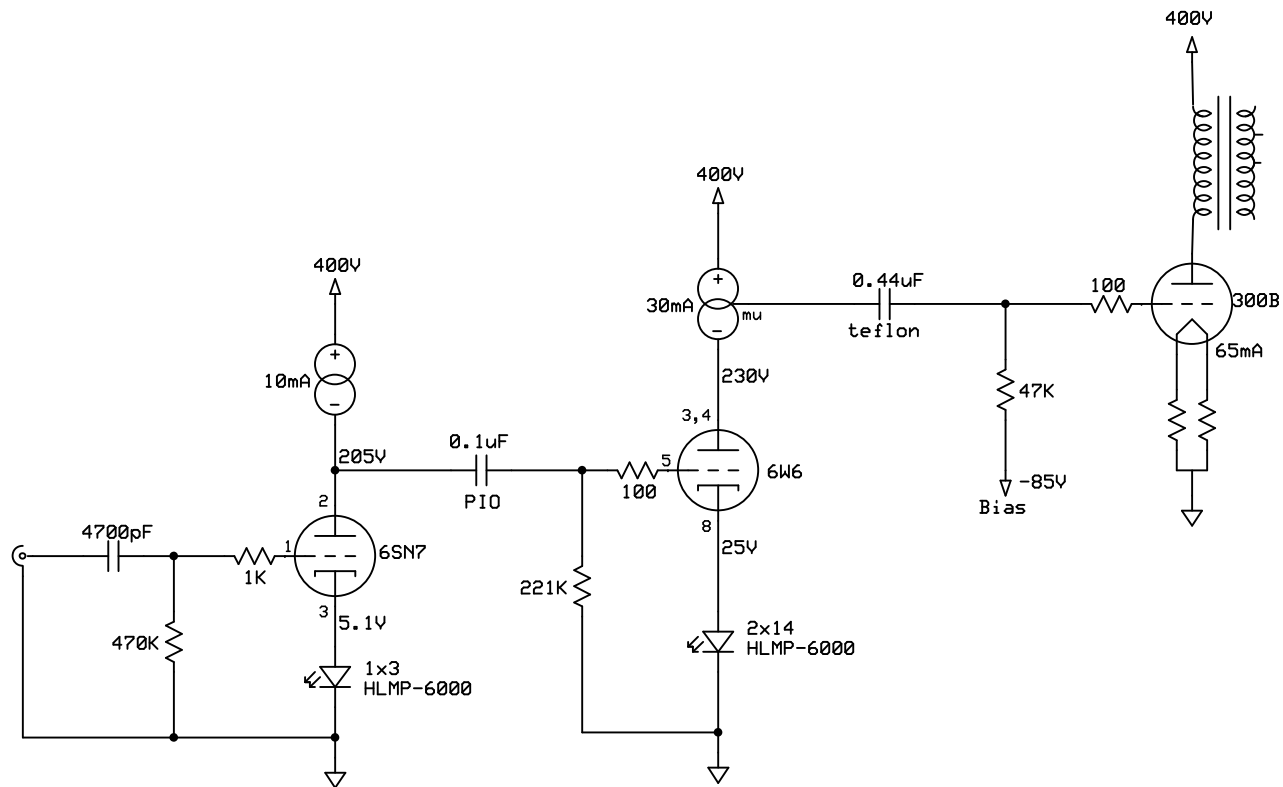 400V
400V
400V
0.44uF
100
300B
30mA
mu
teflon
65mA
10mA
230V
47K
3,4
0.1uF
205V
5
6W6
-85V
100
PIO
2
Bias
8
4700pF
25V
1
6SN7
1K
221K
3
5.1V
2x14
470K
HLMP-6000
1x3
HLMP-6000
+
-
+
-